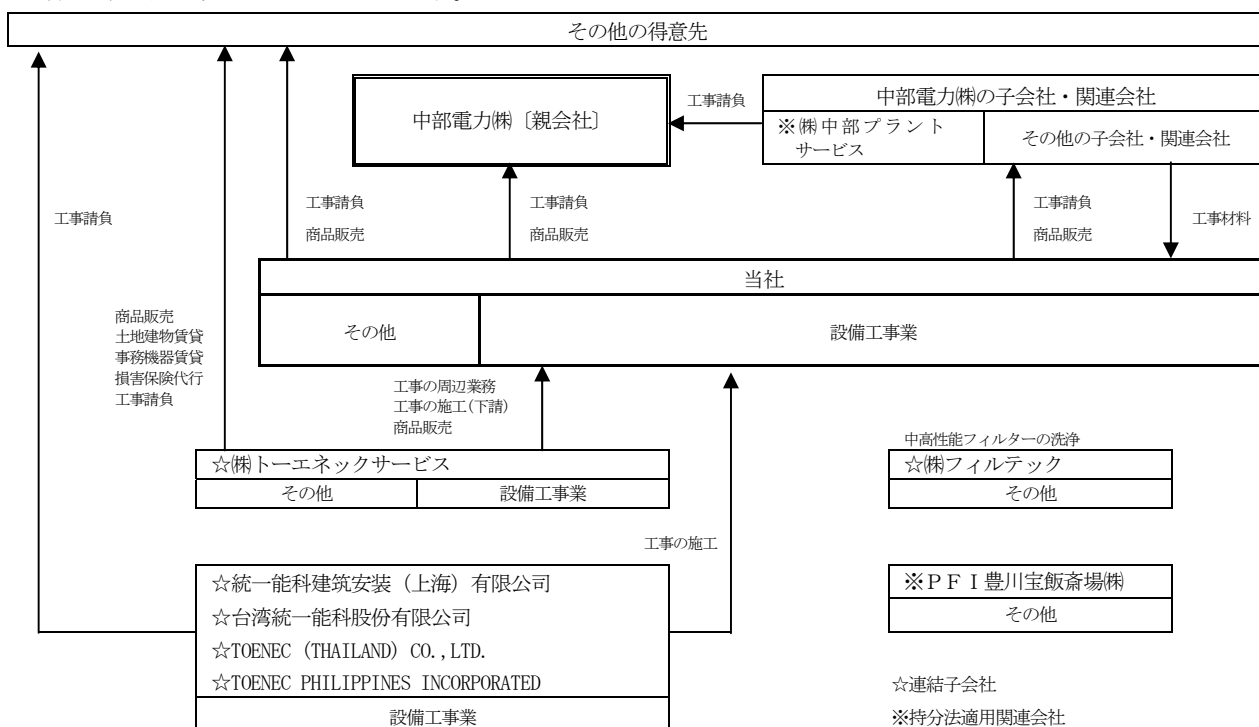 その他の得意先
中部電力㈱〔親会社〕
工事請負
中部電力㈱の子会社・関連会社
※㈱中部プラント
サービス
その他の子会社・関連会社
工事請負
工事請負
商品販売
工事請負
商品販売
工事請負
商品販売
工事材料
当社
その他
設備工事業
商品販売
土地建物賃貸
事務機器賃貸
損害保険代行
工事請負
工事の周辺業務
工事の施工(下請)
商品販売
☆㈱トーエネックサービス
その他
設備工事業
中高性能フィルターの洗浄
☆㈱フィルテック
その他
工事の施工
☆統一能科建筑安装（上海）有限公司
☆台湾統一能科股份有限公司
☆TOENEC (THAILAND) CO.,LTD.
☆TOENEC PHILIPPINES INCORPORATED
設備工事業
※ＰＦＩ豊川宝飯斎場㈱
その他
☆連結子会社
※持分法適用関連会社